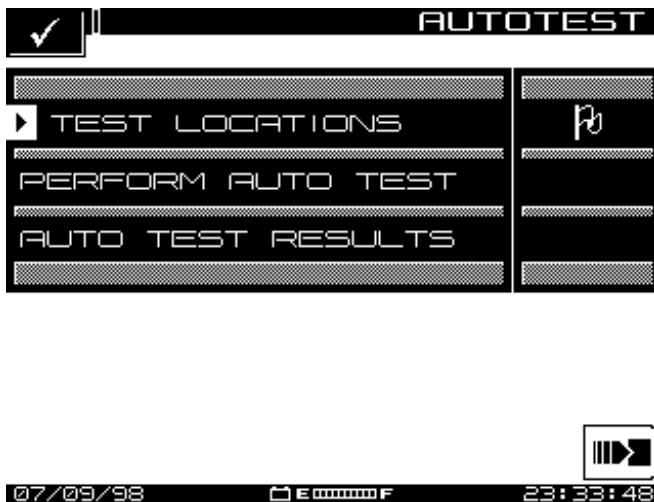 AUTOTEST
TEST LOCATIONS
PERFORM AUTO TEST
AUTO TEST RESULTS
07/09/98 E F 23:33:48